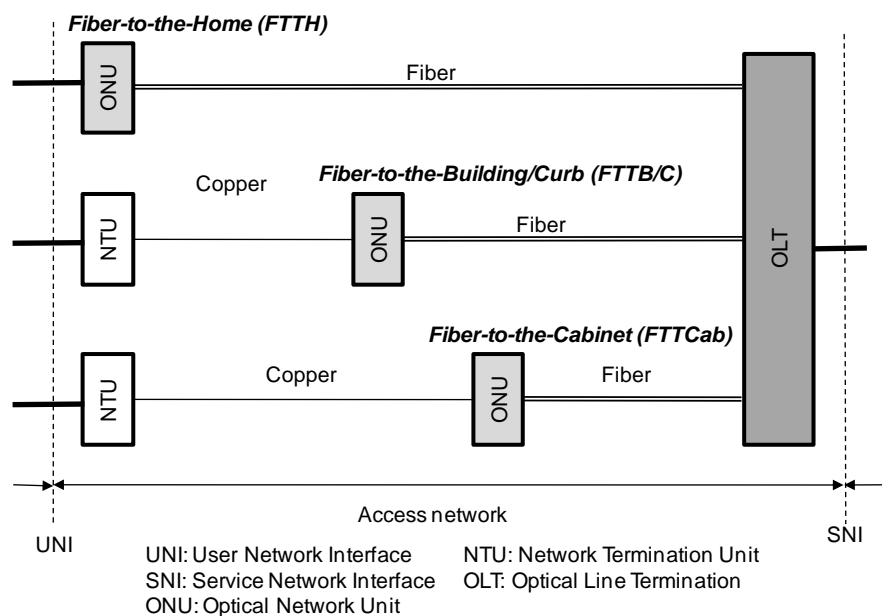 Fiber-to-the-Home (FTTH)
ONU
Fiber
OLT
Copper
Fiber-to-the-Building/Curb (FTTB/C)
NTU
ONU
Fiber
Fiber-to-the-Cabinet (FTTCab)
NTU
Copper
ONU
Fiber
Access network
UNI
SNI
UNI: User Network Interface
NTU: Network Termination Unit
SNI: Service Network Interface
OLT: Optical Line Termination
ONU: Optical Network Unit